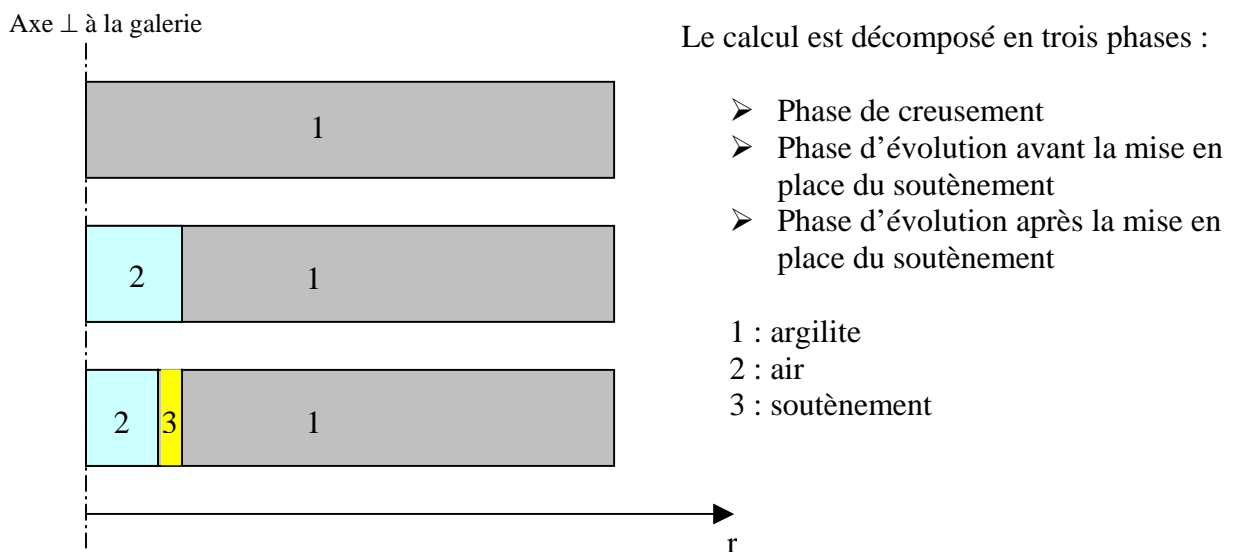 Axe ⊥ à la galerie
1
2
1
2
3
1
r
Le calcul est décomposé en trois phases :
➢ Phase de creusement
➢ Phase d’évolution avant la mise en
place du soutènement
➢ Phase d’évolution après la mise en
place du soutènement
1 : argilite
2 : air
3 : soutènement